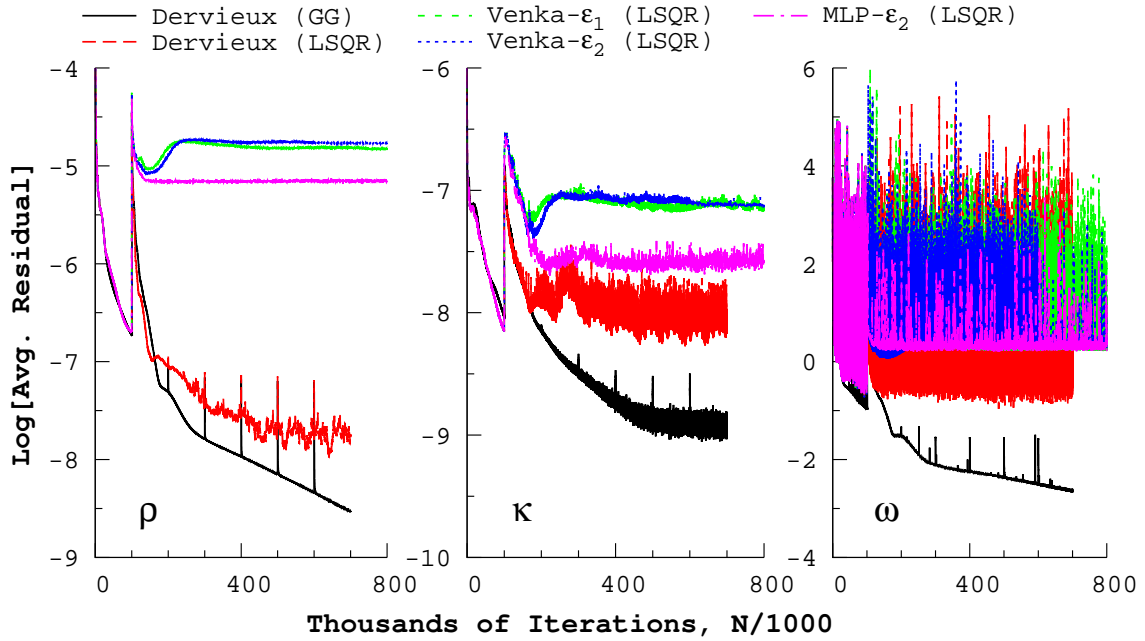 Dervieux (GG) Venka-ε1 (LSQR) MLP-ε2 (LSQR)
Dervieux (LSQR) Venka-ε2 (LSQR)
Log[Avg. Residual]
-4
-5
-6
-7
-8
-9
ρ
0 400 800
-6
-7
-8
-9
-10
κ
0 400 800
6
4
2
0
-2
-4
ω
0 400 800
Thousands of Iterations, N/1000